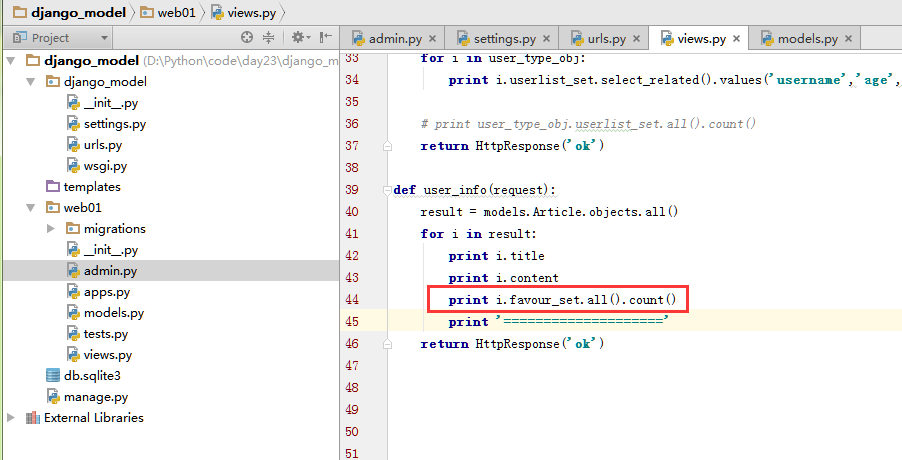 django_model web01 views.py
Project
admin.py settings.py urls.py views.py models.py
django_model (D:\Python\code\day23\django_m
django_model
__init__.py
settings.py
urls.py
wsgi.py
templates
web01
migrations
__init__.py
admin.py
apps.py
models.py
tests.py
views.py
db.sqlite3
manage.py
External Libraries
33 for i in user_type_obj:
34 print i.userlist_set.select_related().values('username','age',
35
36 # print user_type_obj.userlist_set.all().count()
37 return HttpResponse('ok')
38
39 def user_info(request):
40 result = models.Article.objects.all()
41 for i in result:
42 print i.title
43 print i.content
44 print i.favour_set.all().count()
45 print '====================='
46 return HttpResponse('ok')
47
48
49
50
51